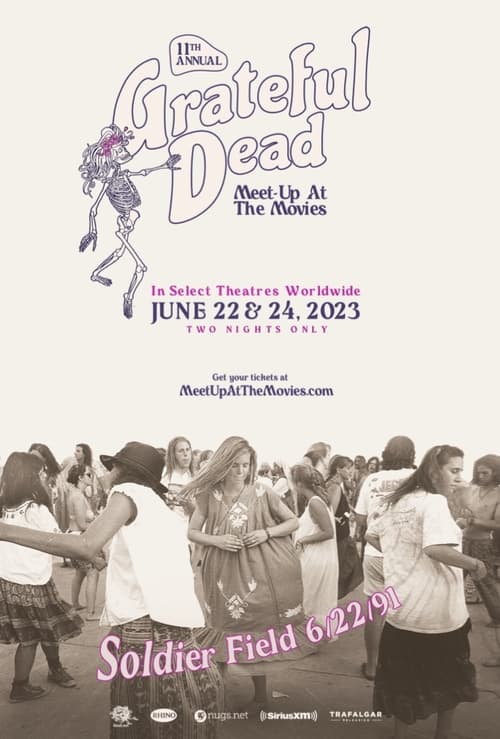 11TH
ANNUAL
Grateful
Dead
Meet-Up At
The Movies
In Select Theatres Worldwide
JUNE 22 & 24, 2023
TWO NIGHTS ONLY
Get your tickets at
MeetUpAtTheMovies.com
Soldier Field 6/22/91
RHINO
nugs.net
((SiriusXM))
TRAFALGAR
RELEASING